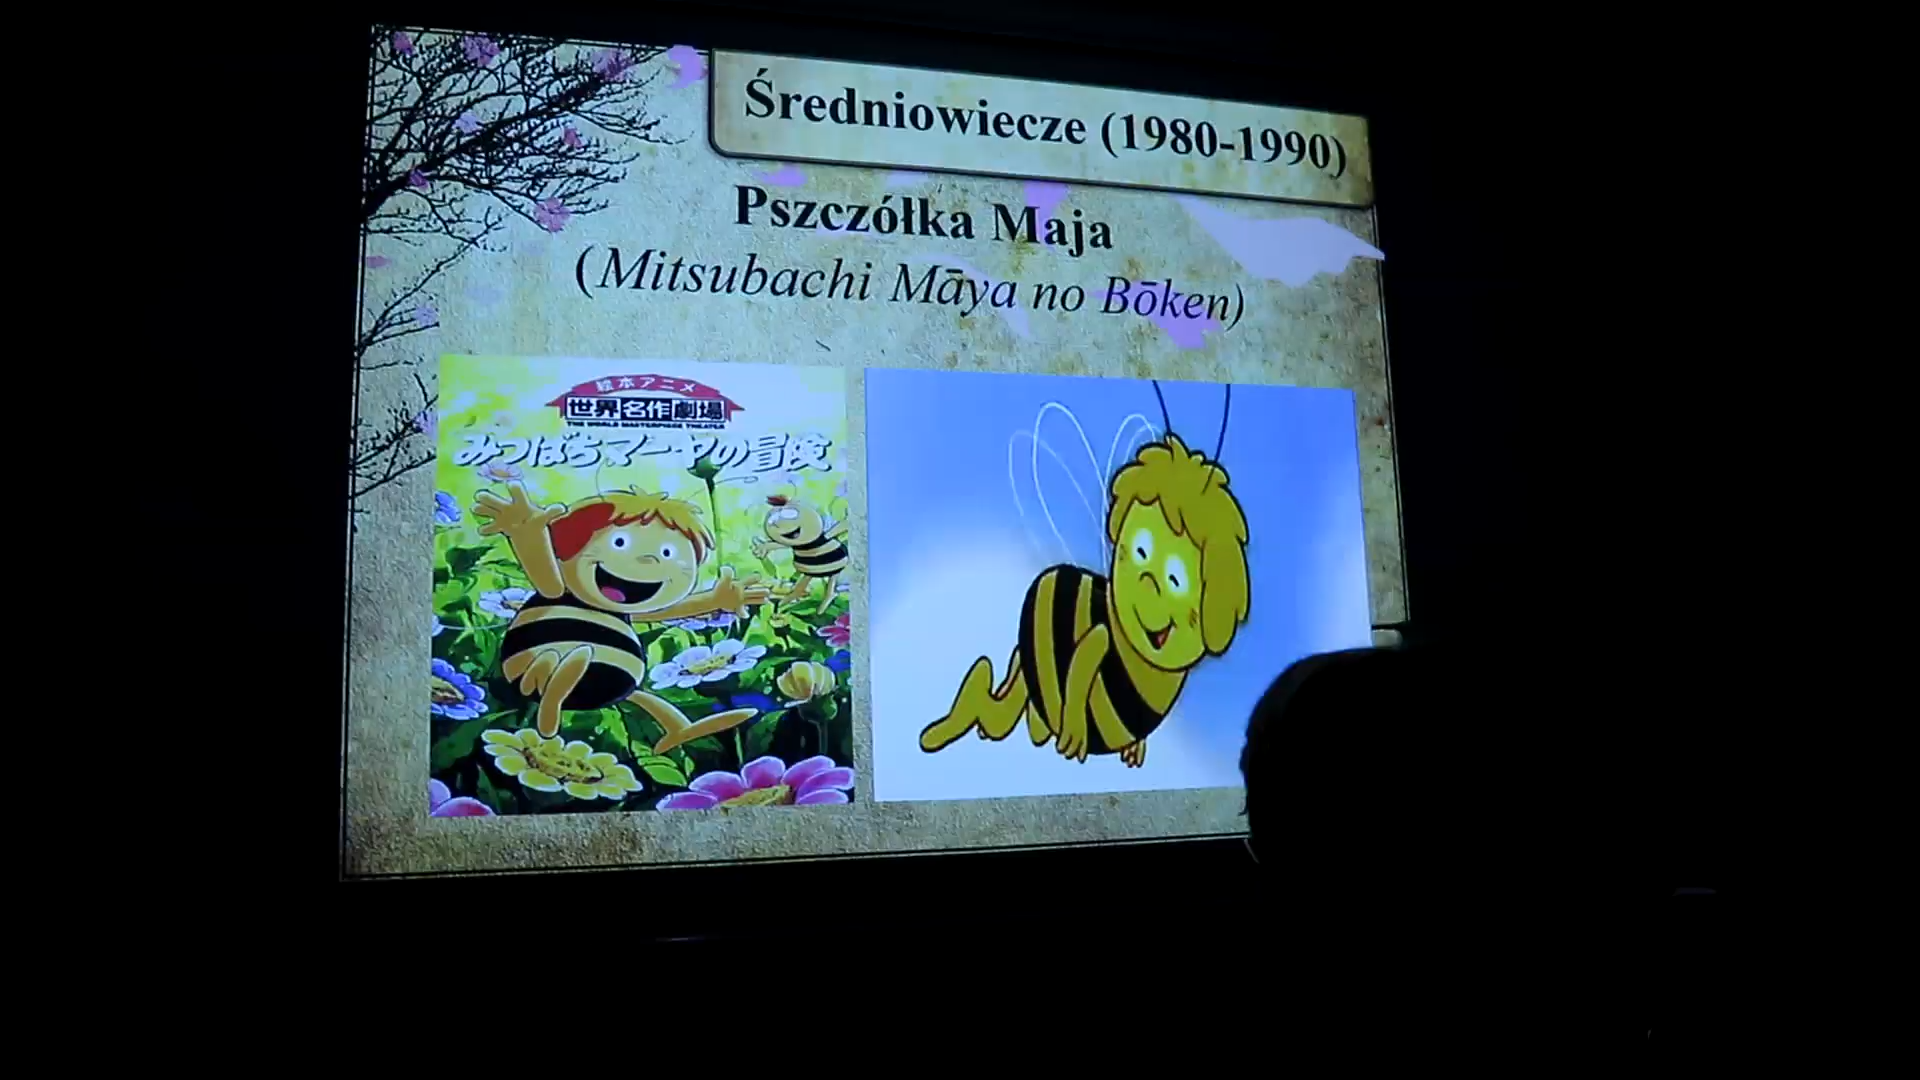 Średniowiecze (1980-1990)
Pszczółka Maja
(Mitsubachi Māya no Bōken)
絵本アニメ
世界名作劇場
THE WORLD MASTERPIECE THEATER
みつばちマーヤの冒険